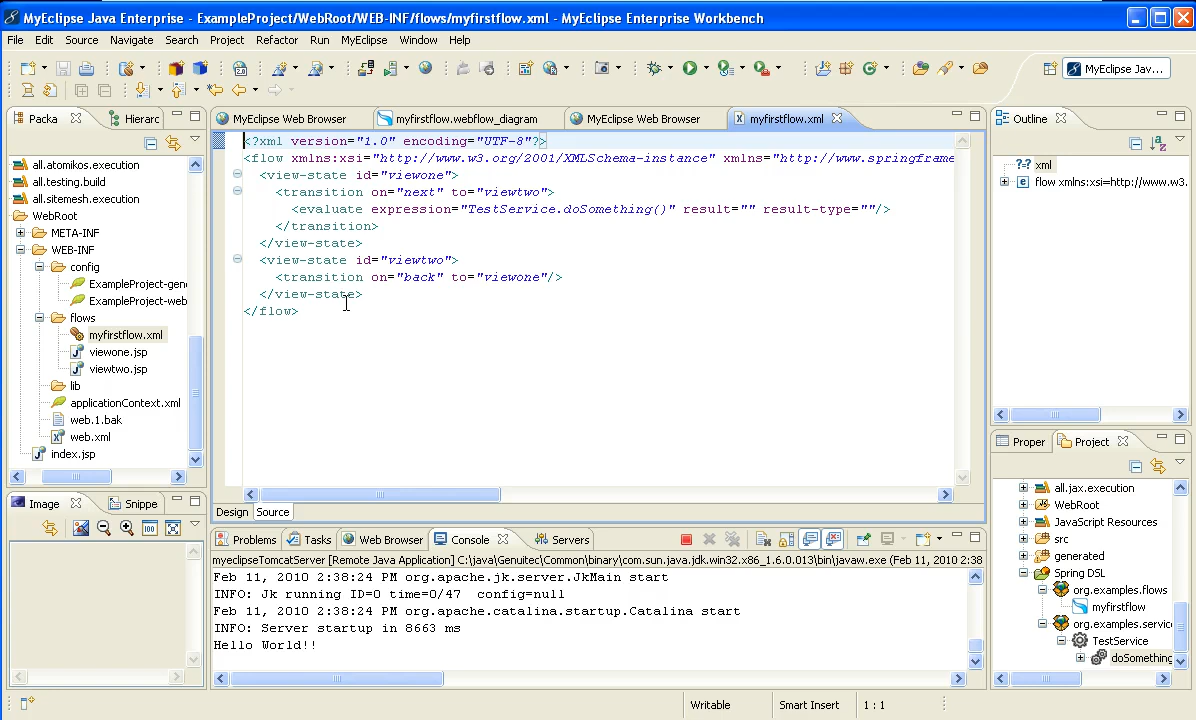 MyEclipse Java Enterprise - ExampleProject/WebRoot/WEB-INF/flows/myfirstflow.xml - MyEclipse Enterprise Workbench
File Edit Source Navigate Search Project Refactor Run MyEclipse Window Help
MyEclipse Jav...
Packa Hierarc
MyEclipse Web Browser myfirstflow.webflow_diagram MyEclipse Web Browser myfirstflow.xml
Outline
all.atomikos.execution
all.testing.build
all.sitemesh.execution
WebRoot
META-INF
WEB-INF
config
ExampleProject-gen
ExampleProject-web
flows
myfirstflow.xml
viewone.jsp
viewtwo.jsp
lib
applicationContext.xml
web.1.bak
web.xml
index.jsp
<?xml version="1.0" encoding="UTF-8"?>
<flow xmlns:xsi="http://www.w3.org/2001/XMLSchema-instance" xmlns="http://www.springframe
<view-state id="viewone">
<transition on="next" to="viewtwo">
<evaluate expression="TestService.doSomething()" result="" result-type=""/>
</transition>
</view-state>
<view-state id="viewtwo">
<transition on="back" to="viewone"/>
</view-state>
</flow>
Design Source
?=? xml
e flow xmlns:xsi=http://www.w3.
Proper Project
all.jax.execution
WebRoot
JavaScript Resources
src
generated
Spring DSL
org.examples.flows
myfirstflow
org.examples.service
TestService
doSomething
Image Snippe
Problems Tasks Web Browser Console Servers
myeclipseTomcatServer [Remote Java Application] C:\java\Genuitec\Common\binary\com.sun.java.jdk.win32.x86_1.6.0.013\bin\javaw.exe (Feb 11, 2010 2:38
Feb 11, 2010 2:38:24 PM org.apache.jk.server.JkMain start
INFO: Jk running ID=0 time=0/47 config=null
Feb 11, 2010 2:38:24 PM org.apache.catalina.startup.Catalina start
INFO: Server startup in 8663 ms
Hello World!!
Writable Smart Insert 1 : 1